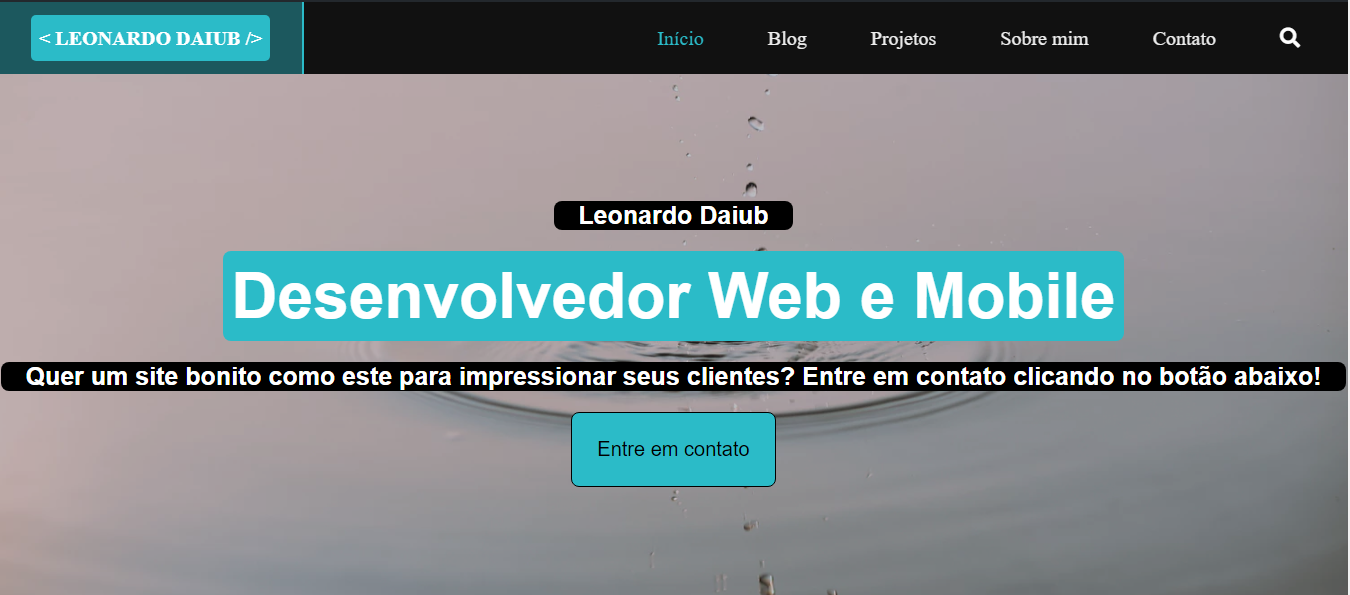 < LEONARDO DAIUB />
Início Blog Projetos Sobre mim Contato
Leonardo Daiub
Desenvolvedor Web e Mobile
Quer um site bonito como este para impressionar seus clientes? Entre em contato clicando no botão abaixo!
Entre em contato